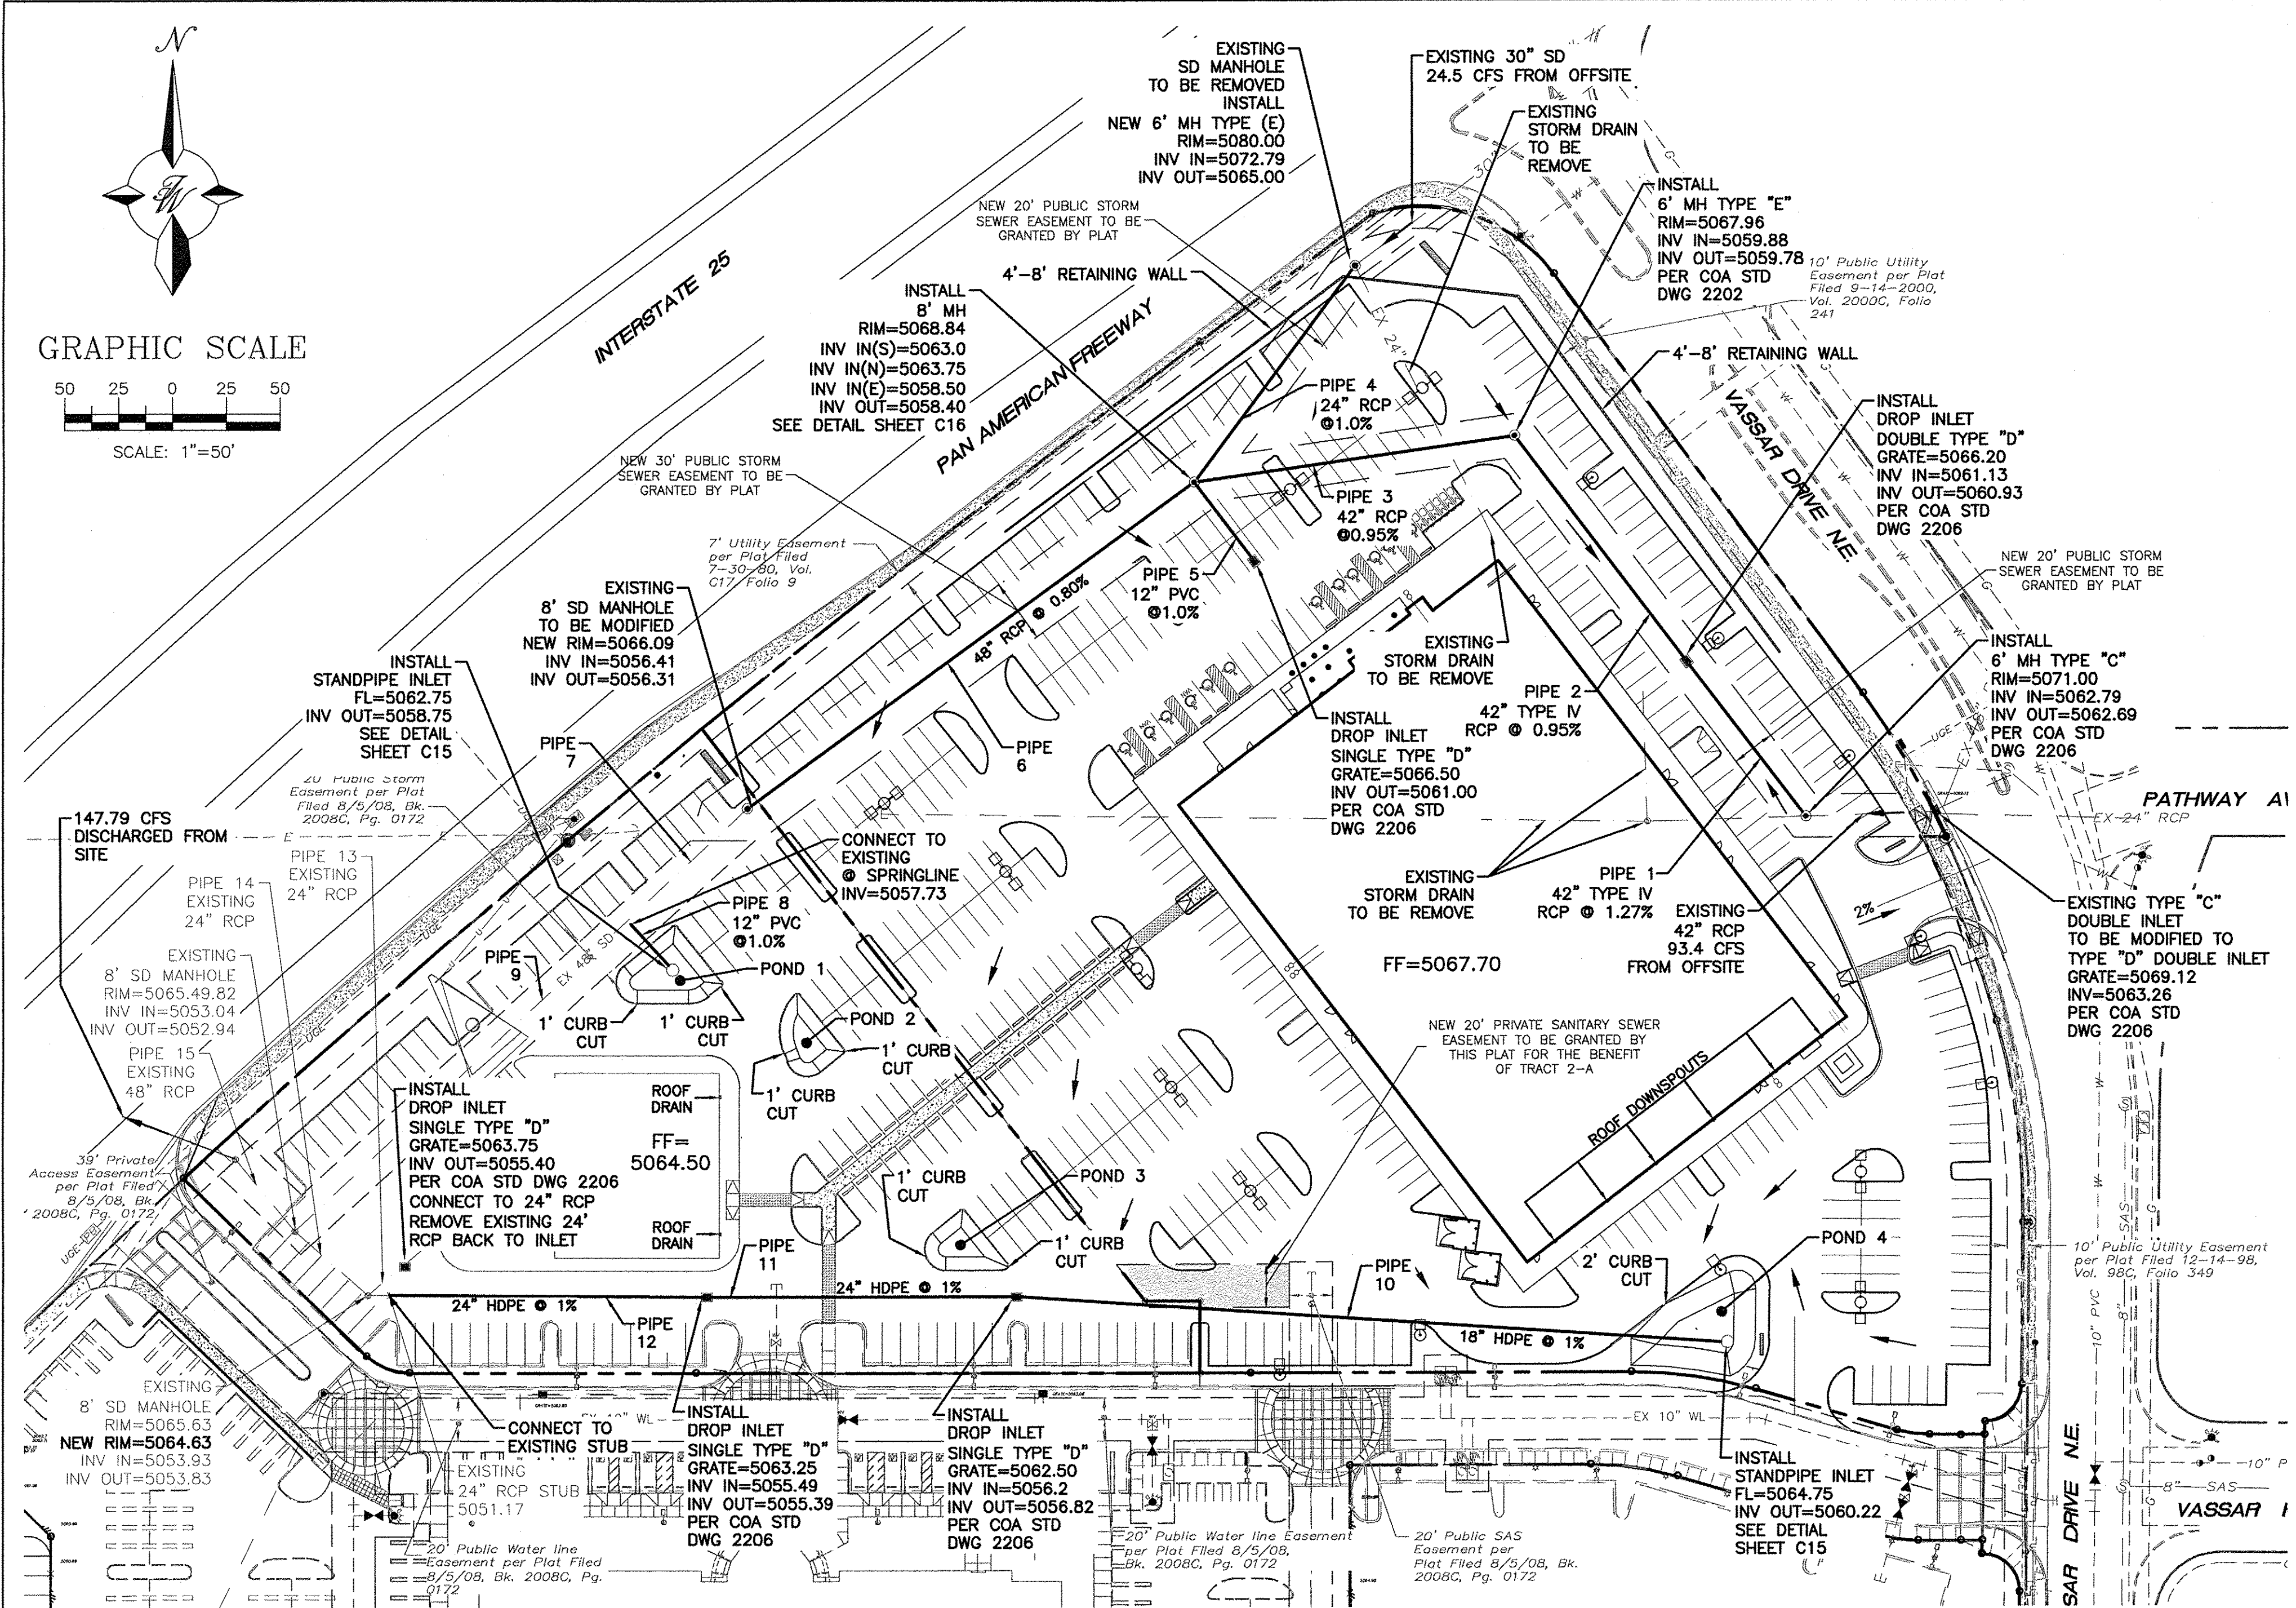 N
GRAPHIC SCALE
50 25 0 25 50
SCALE: 1"=50'
INTERSTATE 25
PAN AMERICAN FREEWAY
EXISTING
SD MANHOLE
TO BE REMOVED
INSTALL
NEW 6' MH TYPE (E)
RIM=5080.00
INV IN=5072.79
INV OUT=5065.00
EXISTING 30" SD
24.5 CFS FROM OFFSITE
EXISTING
STORM DRAIN
TO BE
REMOVE
30"
INSTALL
6' MH TYPE "E"
RIM=5067.96
INV IN=5059.88
INV OUT=5059.78
PER COA STD
DWG 2202
10' Public Utility
Easement per Plat
Filed 9-14-2000,
Vol. 2000C, Folio
241
NEW 20' PUBLIC STORM
SEWER EASEMENT TO BE
GRANTED BY PLAT
4'-8' RETAINING WALL
INSTALL
8' MH
RIM=5068.84
INV IN(S)=5063.0
INV IN(N)=5063.75
INV IN(E)=5058.50
INV OUT=5058.40
SEE DETAIL SHEET C16
EX 24"
PIPE 4
24" RCP
@1.0%
4'-8' RETAINING WALL
VASSAR DRIVE N.E.
INSTALL
DROP INLET
DOUBLE TYPE "D"
GRATE=5066.20
INV IN=5061.13
INV OUT=5060.93
PER COA STD
DWG 2206
NEW 30' PUBLIC STORM
SEWER EASEMENT TO BE
GRANTED BY PLAT
PIPE 3
42" RCP
@0.95%
7' Utility Easement
per Plat Filed
7-30-80, Vol.
C17 Folio 9
PIPE 5
12" PVC
@1.0%
NEW 20' PUBLIC STORM
SEWER EASEMENT TO BE
GRANTED BY PLAT
EXISTING
8' SD MANHOLE
TO BE MODIFIED
NEW RIM=5066.09
INV IN=5056.41
INV OUT=5056.31
48" RCP @ 0.80%
EXISTING
STORM DRAIN
TO BE REMOVE
INSTALL
6' MH TYPE "C"
RIM=5071.00
INV IN=5062.79
INV OUT=5062.69
PER COA STD
DWG 2206
INSTALL
STANDPIPE INLET
FL=5062.75
INV OUT=5058.75
SEE DETAIL
SHEET C15
PIPE 2
42" TYPE IV
RCP @ 0.95%
INSTALL
DROP INLET
SINGLE TYPE "D"
GRATE=5066.50
INV OUT=5061.00
PER COA STD
DWG 2206
PIPE
7
PIPE
6
UGE
20' Public Storm
Easement per Plat
Filed 8/5/08, Bk.
2008C, Pg. 0172
PATHWAY AV
EX 24" RCP
147.79 CFS
DISCHARGED FROM
SITE
E
CONNECT TO
EXISTING
@ SPRINGLINE
INV=5057.73
PIPE 13
EXISTING
24" RCP
PIPE 14
EXISTING
24" RCP
EXISTING
STORM DRAIN
TO BE REMOVE
PIPE 1
42" TYPE IV
RCP @ 1.27%
EXISTING
42" RCP
93.4 CFS
FROM OFFSITE
2%
EXISTING TYPE "C"
DOUBLE INLET
TO BE MODIFIED TO
TYPE "D" DOUBLE INLET
GRATE=5069.12
INV=5063.26
PER COA STD
DWG 2206
PIPE 8
12" PVC
@1.0%
UGE
EX 48" SD
PIPE
9
POND 1
EXISTING
8' SD MANHOLE
RIM=5065.49.82
INV IN=5053.04
INV OUT=5052.94
FF=5067.70
1' CURB
CUT
1' CURB
CUT
POND 2
1' CURB
CUT
1' CURB
CUT
UGE
PIPE 15
EXISTING
48" RCP
NEW 20' PRIVATE SANITARY SEWER
EASEMENT TO BE GRANTED BY
THIS PLAT FOR THE BENEFIT
OF TRACT 2-A
ROOF DOWNSPOUTS
INSTALL
DROP INLET
SINGLE TYPE "D"
GRATE=5063.75
INV OUT=5055.40
PER COA STD DWG 2206
CONNECT TO 24" RCP
REMOVE EXISTING 24'
RCP BACK TO INLET
ROOF
DRAIN
FF=
5064.50
ROOF
DRAIN
39' Private
Access Easement
per Plat Filed
8/5/08, Bk.
2008C, Pg. 0172,
1' CURB
CUT
POND 3
1' CURB
CUT
PIPE
11
PIPE
10
2' CURB
CUT
POND 4
10' Public Utility Easement
per Plat Filed 12-14-98,
Vol. 98C, Folio 349
24" HDPE @ 1%
24" HDPE @ 1%
PIPE
12
18" HDPE @ 1%
10" PVC
8" SAS
EXISTING
8' SD MANHOLE
RIM=5065.63
NEW RIM=5064.63
INV IN=5053.93
INV OUT=5053.83
CONNECT TO
EXISTING STUB
EXISTING
24" RCP STUB
5051.17
INSTALL
DROP INLET
SINGLE TYPE "D"
GRATE=5063.25
INV IN=5055.49
INV OUT=5055.39
PER COA STD
DWG 2206
INSTALL
DROP INLET
SINGLE TYPE "D"
GRATE=5062.50
INV IN=5056.2
INV OUT=5056.82
PER COA STD
DWG 2206
EX 10" WL
INSTALL
STANDPIPE INLET
FL=5064.75
INV OUT=5060.22
SEE DETIAL
SHEET C15
20' Public Water line
Easement per Plat Filed
8/5/08, Bk. 2008C, Pg.
0172
20' Public Water line Easement
per Plat Filed 8/5/08,
Bk. 2008C, Pg. 0172
20' Public SAS
Easement per
Plat Filed 8/5/08, Bk.
2008C, Pg. 0172
SAR DRIVE N.E.
10" P
8" SAS
VASSAR